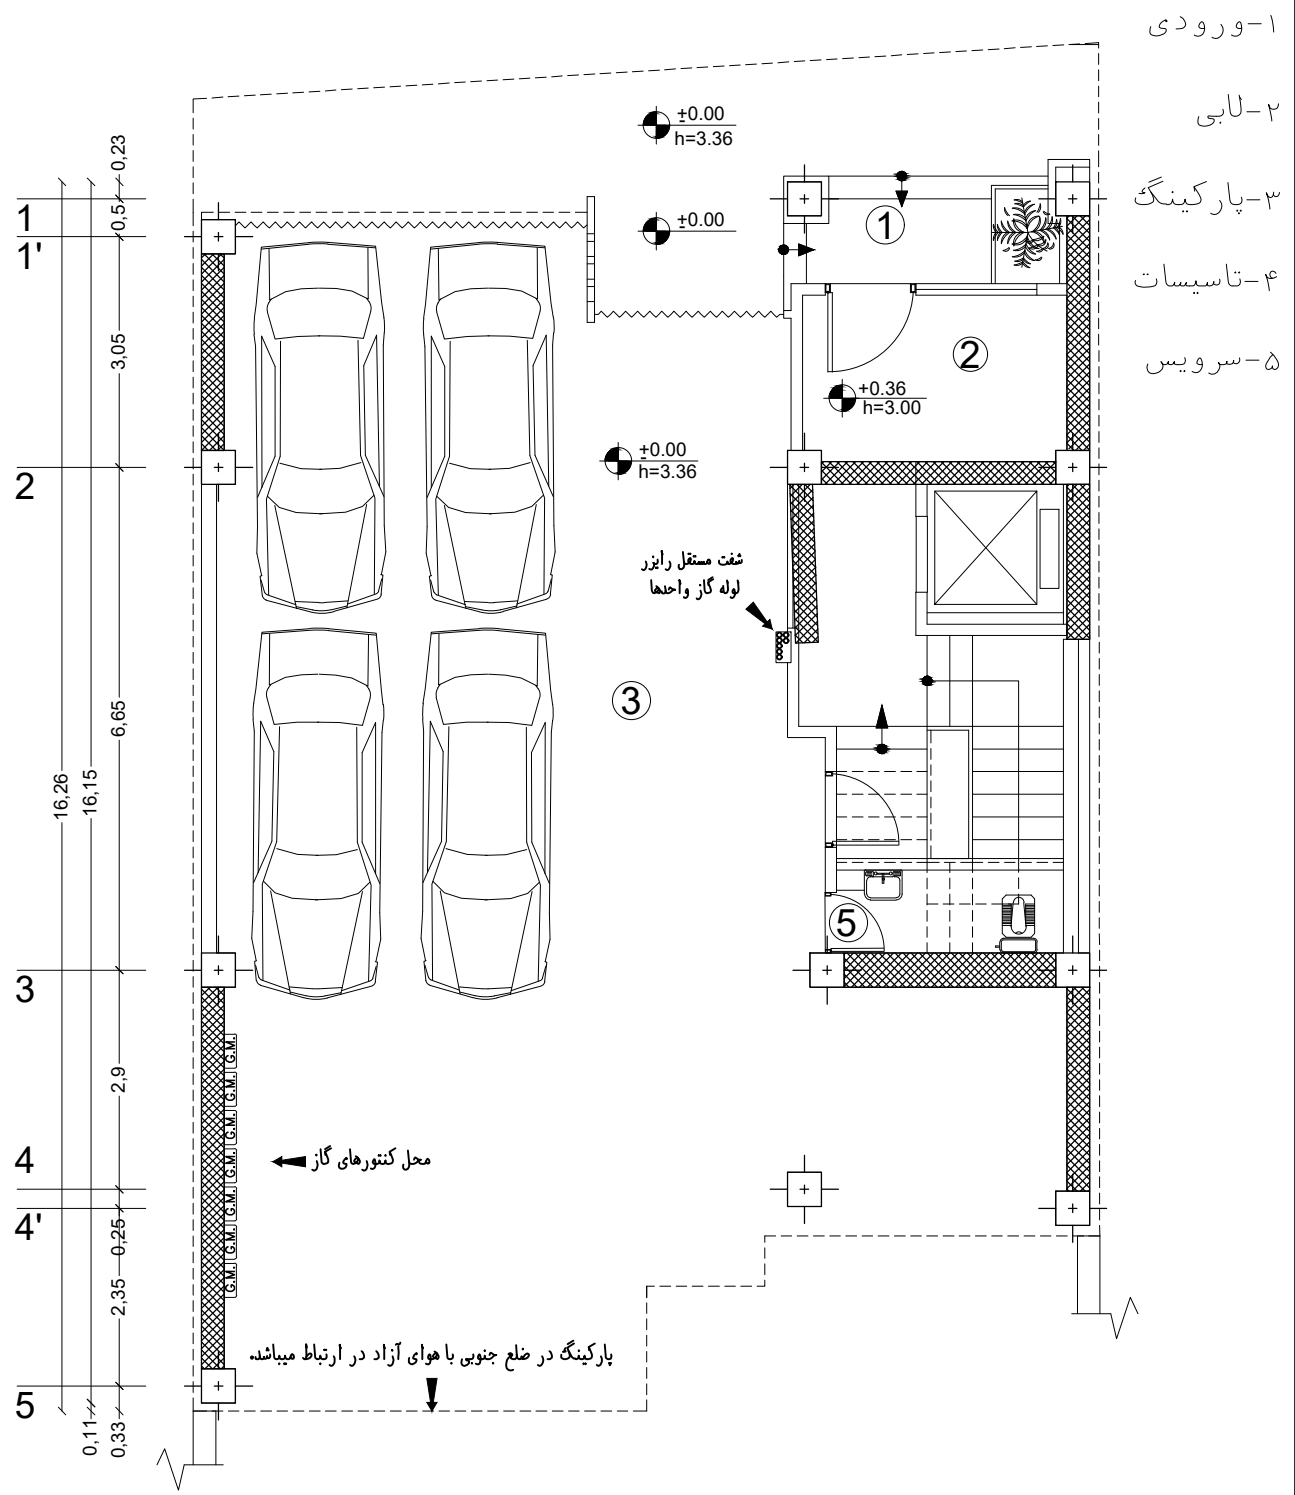 ۱-ورودی
۲-لابی
۳-پارکینگ
۴-تاسیسات
۵-سرویس
±0.00
h=3.36
±0.00
+0.36
h=3.00
±0.00
h=3.36
1
2
3
5
شفت مستقل رایزر
لوله گاز واحدها
محل کنتورهای گاز
پارکینگ در ضلع جنوبی با هوای آزاد در ارتباط میباشد.
G.M.
G.M.
G.M.
G.M.
G.M.
G.M.
G.M.
1
1'
2
3
4
4'
5
0,23
0,5
3,05
6,65
2,9
0,25
2,35
0,33
16,15
0,11
16,26